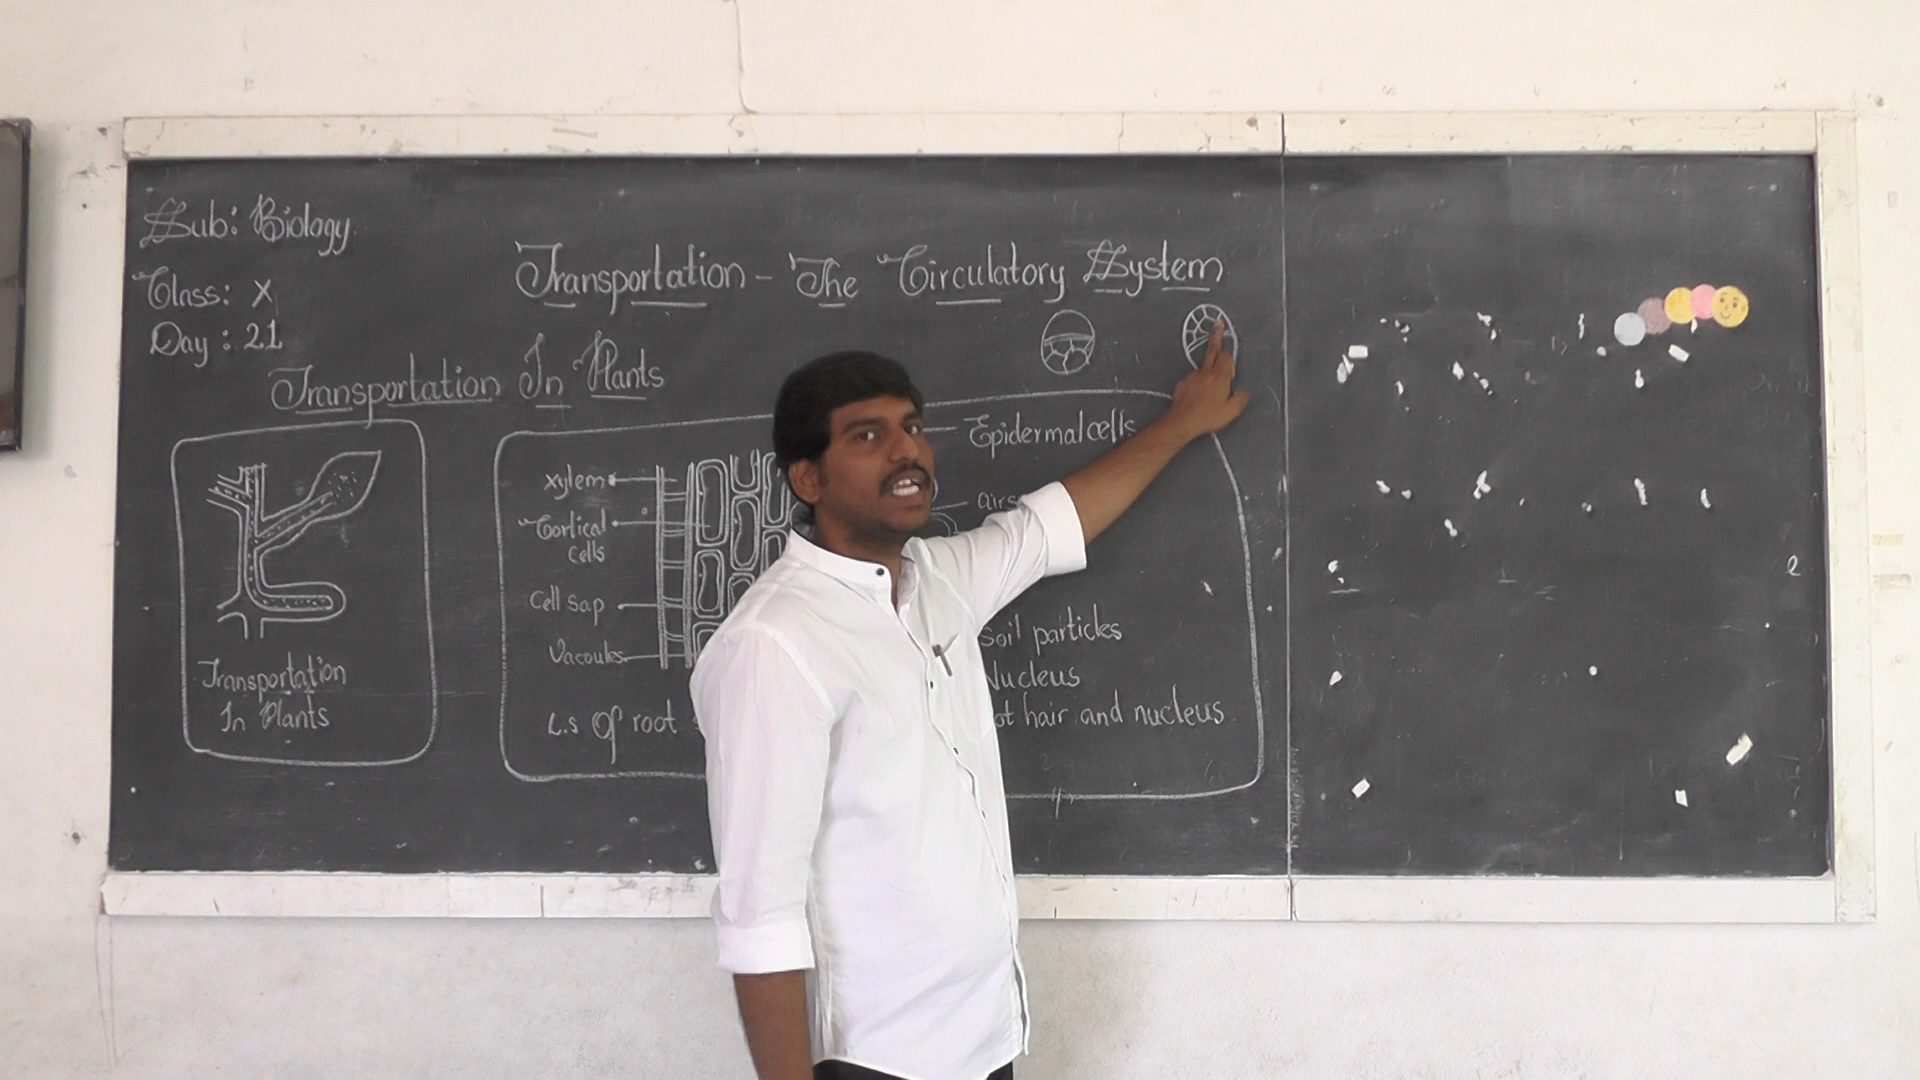 Sub: Biology
Class: X
Day: 21
Transportation - The Circulatory System
Transportation In Plants
Transportation
In Plants
xylem
Cortical
cells
Cell sap
Vacoules
Epidermal cells
airs
Soil particles
Nucleus
L.s Of root
hair and nucleus